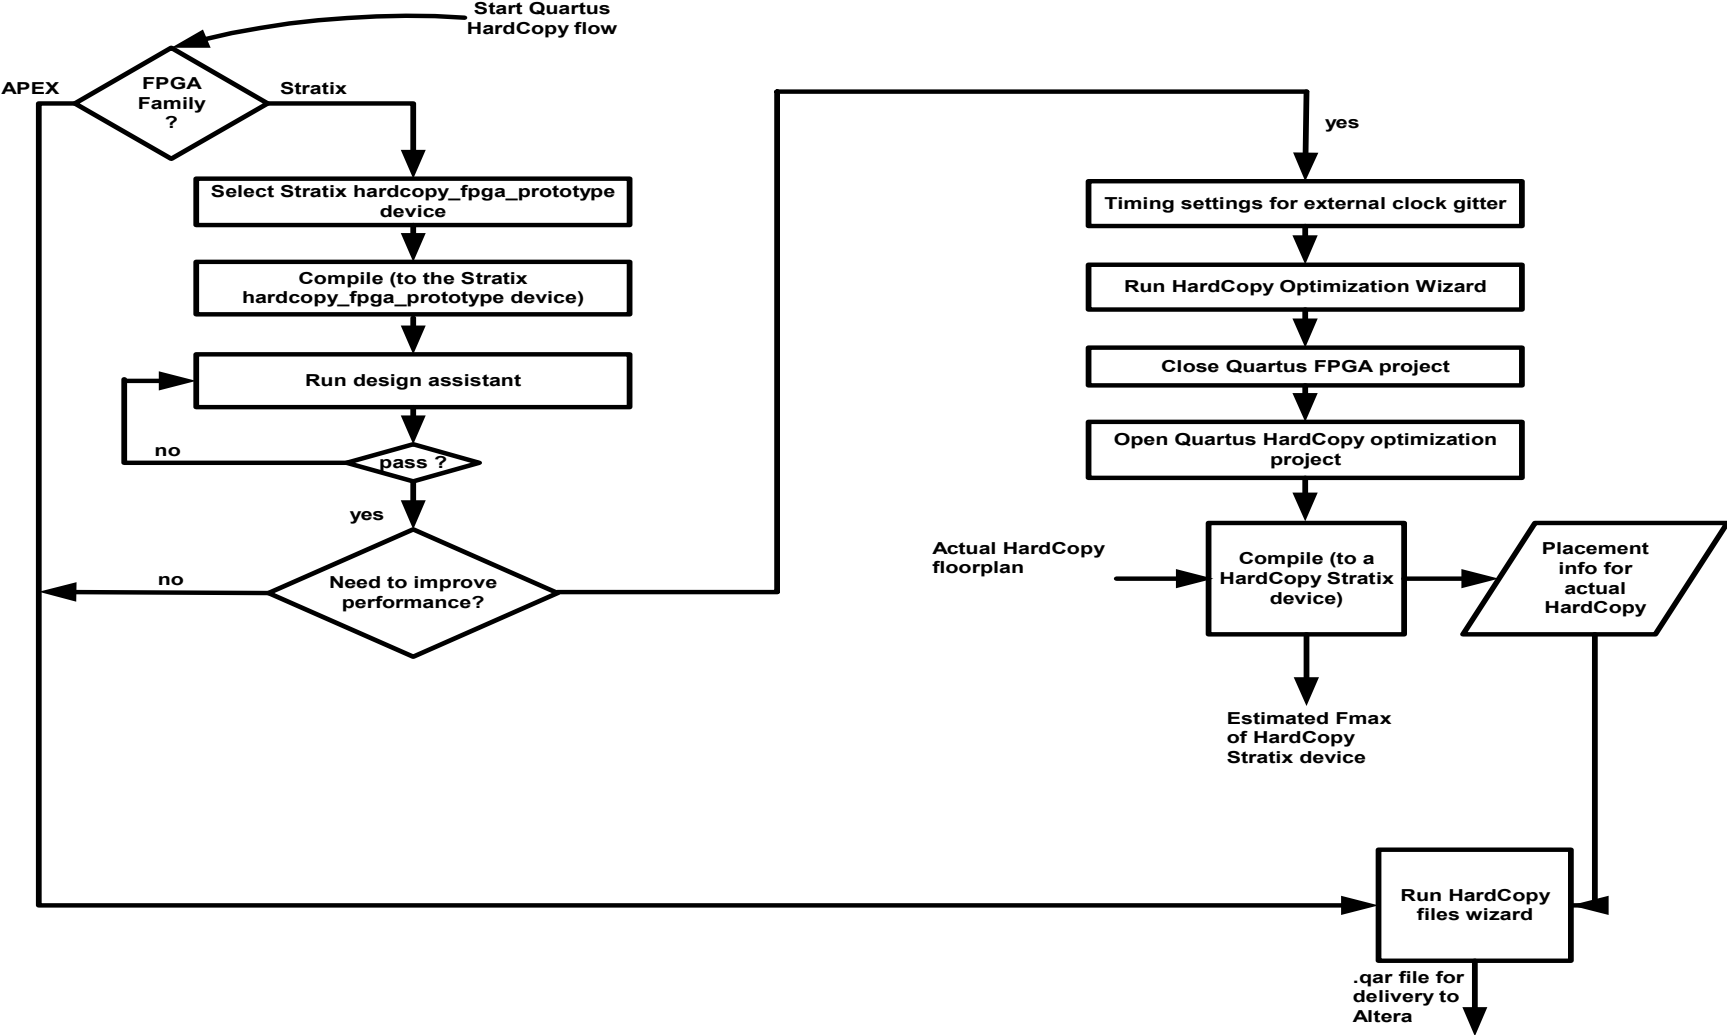 Start Quartus
HardCopy flow
APEX
FPGA
Family
?
Stratix
Select Stratix hardcopy_fpga_prototype
device
Compile (to the Stratix
hardcopy_fpga_prototype device)
Run design assistant
no
pass ?
yes
no
Need to improve
performance?
yes
Timing settings for external clock gitter
Run HardCopy Optimization Wizard
Close Quartus FPGA project
Open Quartus HardCopy optimization
project
Actual HardCopy
floorplan
Compile (to a
HardCopy Stratix
device)
Placement
info for
actual
HardCopy
Estimated Fmax
of HardCopy
Stratix device
Run HardCopy
files wizard
.qar file for
delivery to
Altera